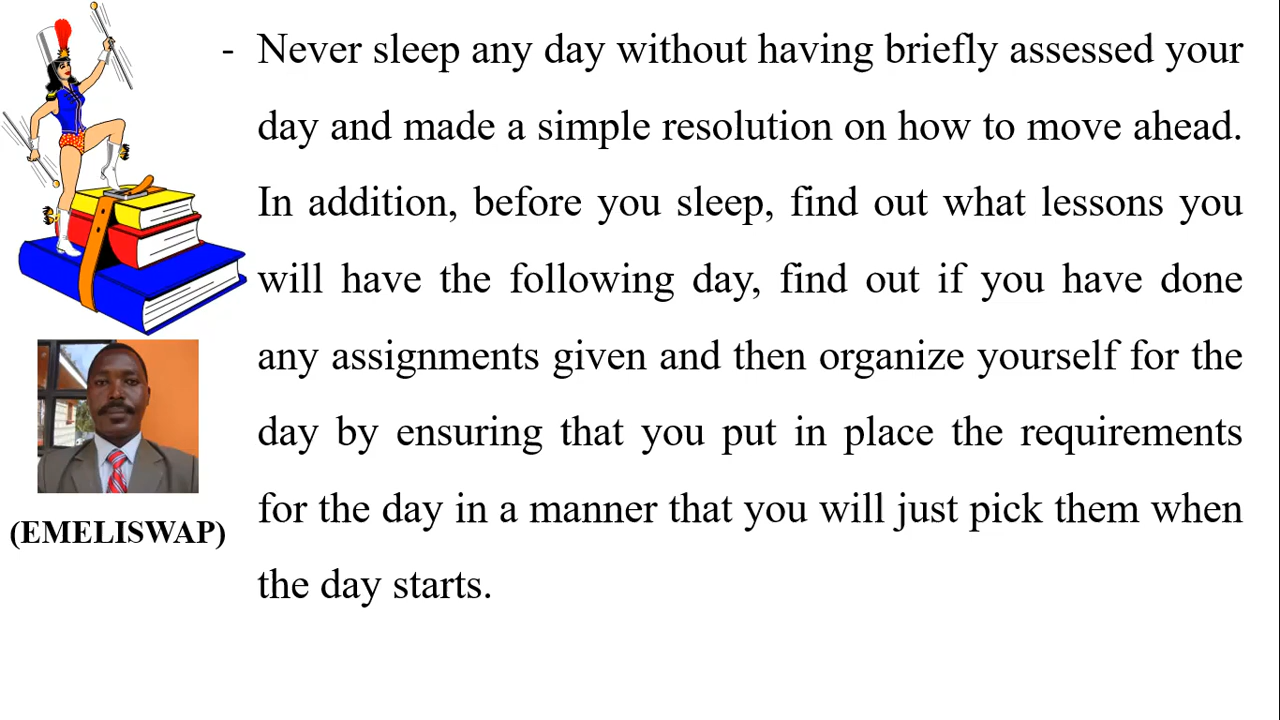 - Never sleep any day without having briefly assessed your
day and made a simple resolution on how to move ahead.
In addition, before you sleep, find out what lessons you
will have the following day, find out if you have done
any assignments given and then organize yourself for the
day by ensuring that you put in place the requirements
for the day in a manner that you will just pick them when
the day starts.
(EMELISWAP)